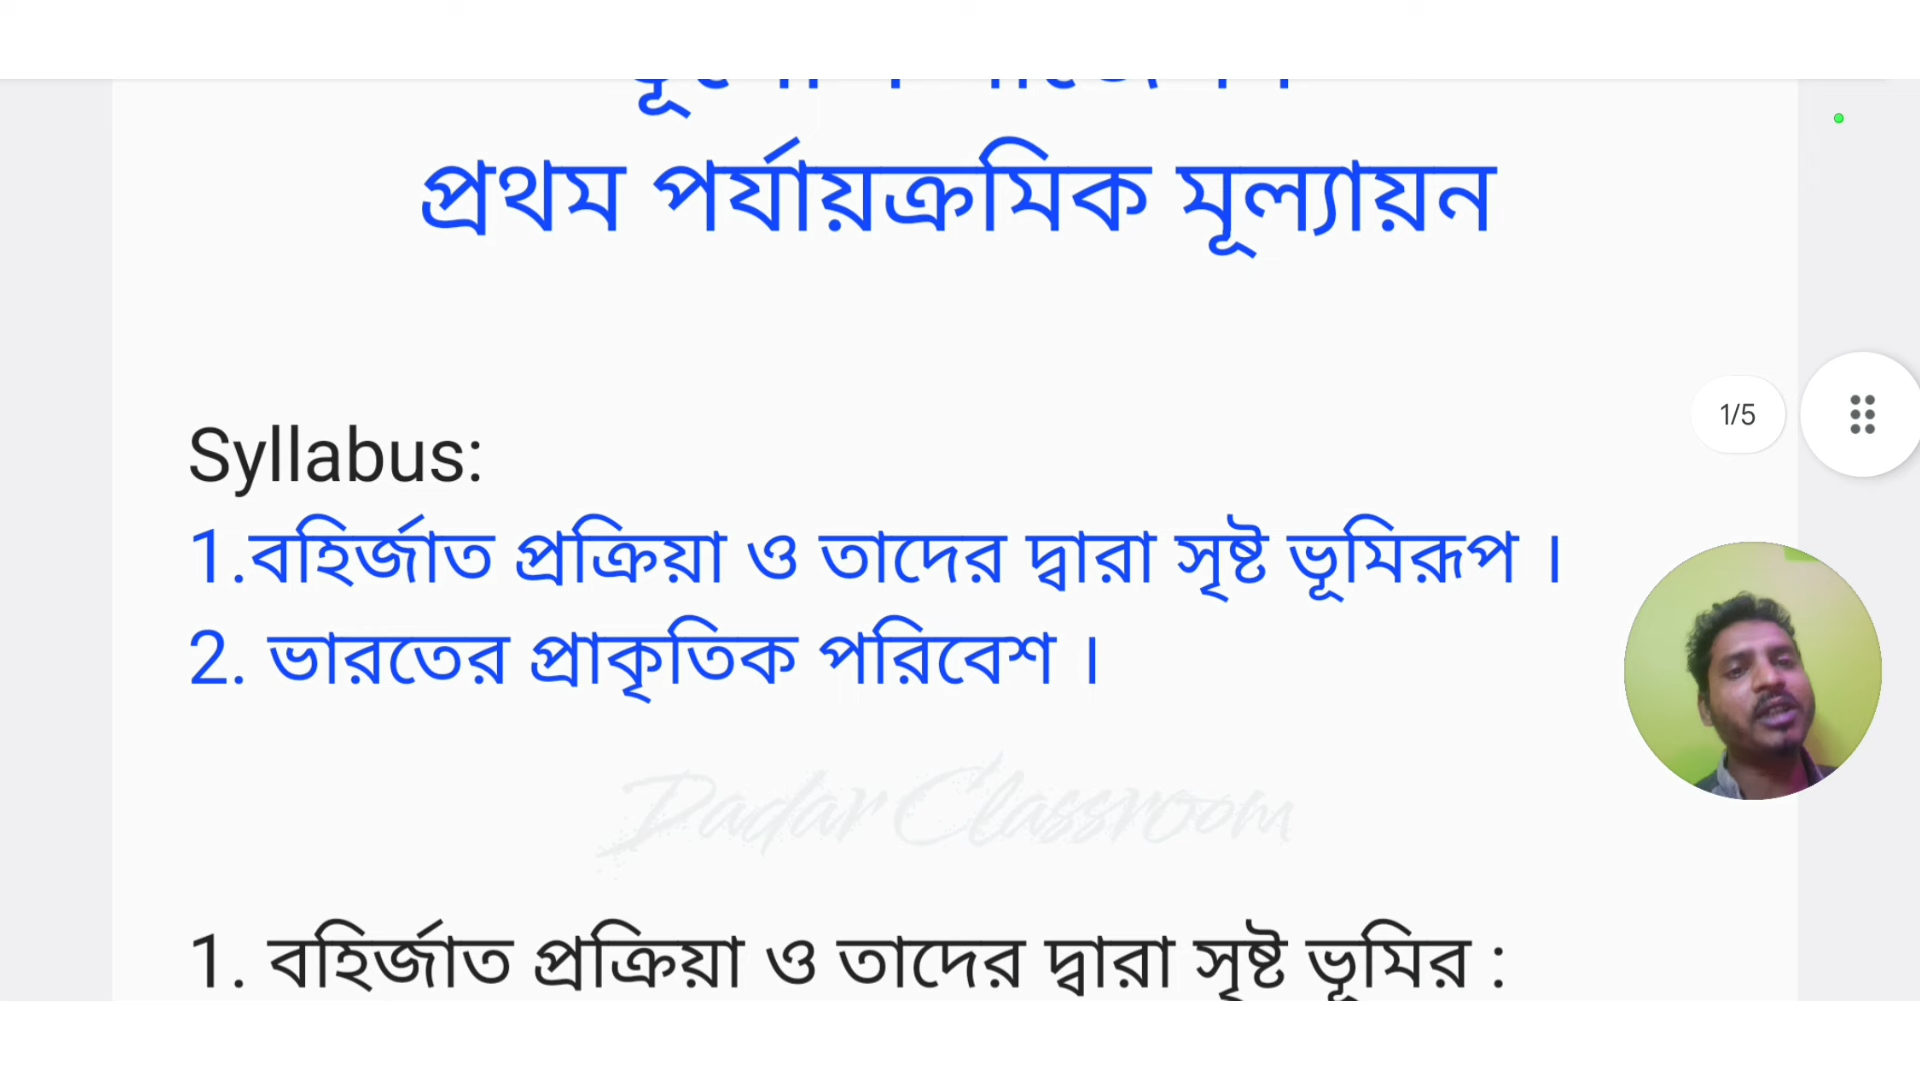 প্রথম পর্যায়ক্রমিক মূল্যায়ন
1/5
Syllabus:
1.বহির্জাত প্রক্রিয়া ও তাদের দ্বারা সৃষ্ট ভূমিরূপ ।
2. ভারতের প্রাকৃতিক পরিবেশ ।
Dadar Classroom
1. বহির্জাত প্রক্রিয়া ও তাদের দ্বারা সৃষ্ট ভূমির :